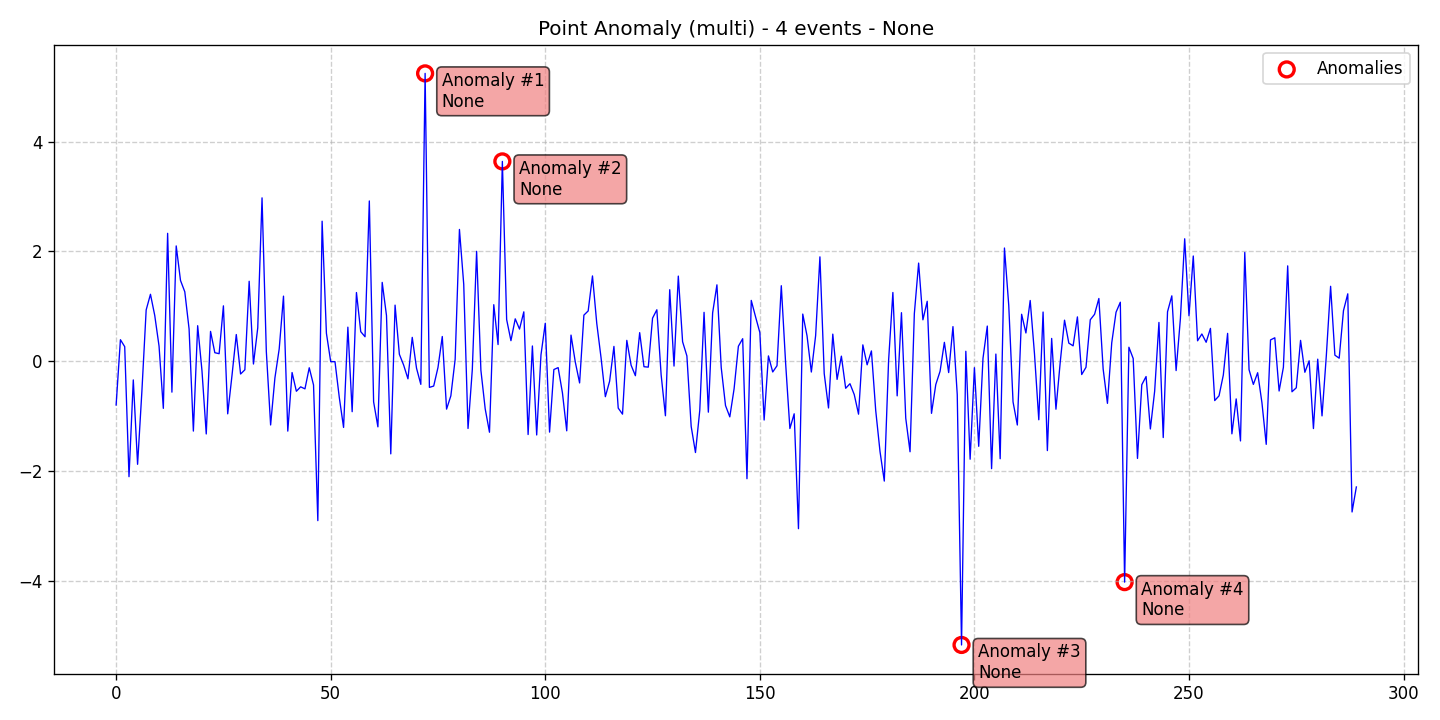 Point Anomaly (multi) - 4 events - None
Anomalies
Anomaly #1
None
Anomaly #2
None
Anomaly #3
None
Anomaly #4
None
4
2
0
−2
−4
0
50
100
150
200
250
300